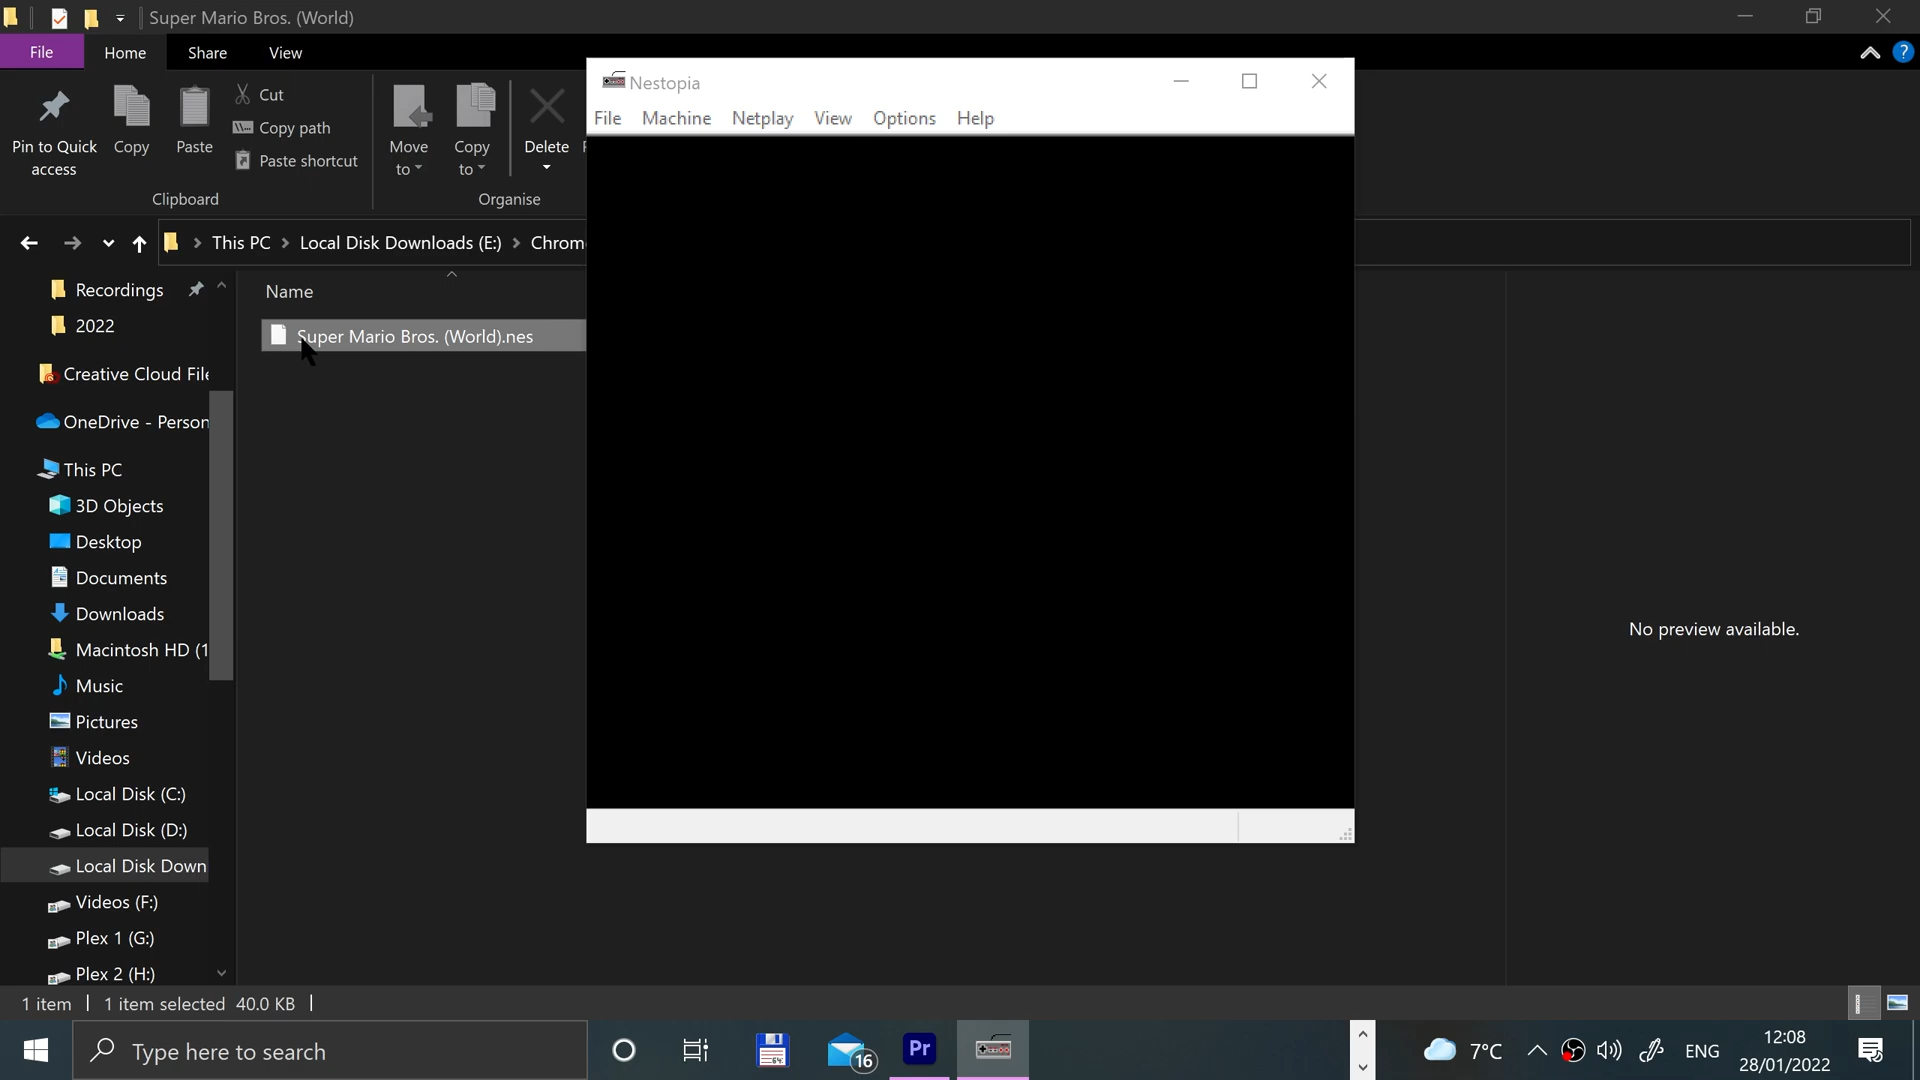 Super Mario Bros. (World)
File Home Share View
?
Pin to Quick access
Copy
Paste
Cut
Copy path
Paste shortcut
Move to
Copy to
Delete
Clipboard
Organise
This PC > Local Disk Downloads (E:) > Chrom
Recordings
2022
Creative Cloud File
OneDrive - Person
This PC
3D Objects
Desktop
Documents
Downloads
Macintosh HD (1
Music
Pictures
Videos
Local Disk (C:)
Local Disk (D:)
Local Disk Down
Videos (F:)
Plex 1 (G:)
Plex 2 (H:)
Name
Super Mario Bros. (World).nes
Nestopia
File Machine Netplay View Options Help
No preview available.
1 item 1 item selected 40.0 KB
Type here to search
64
16
Pr
7°C
ENG
12:08
28/01/2022